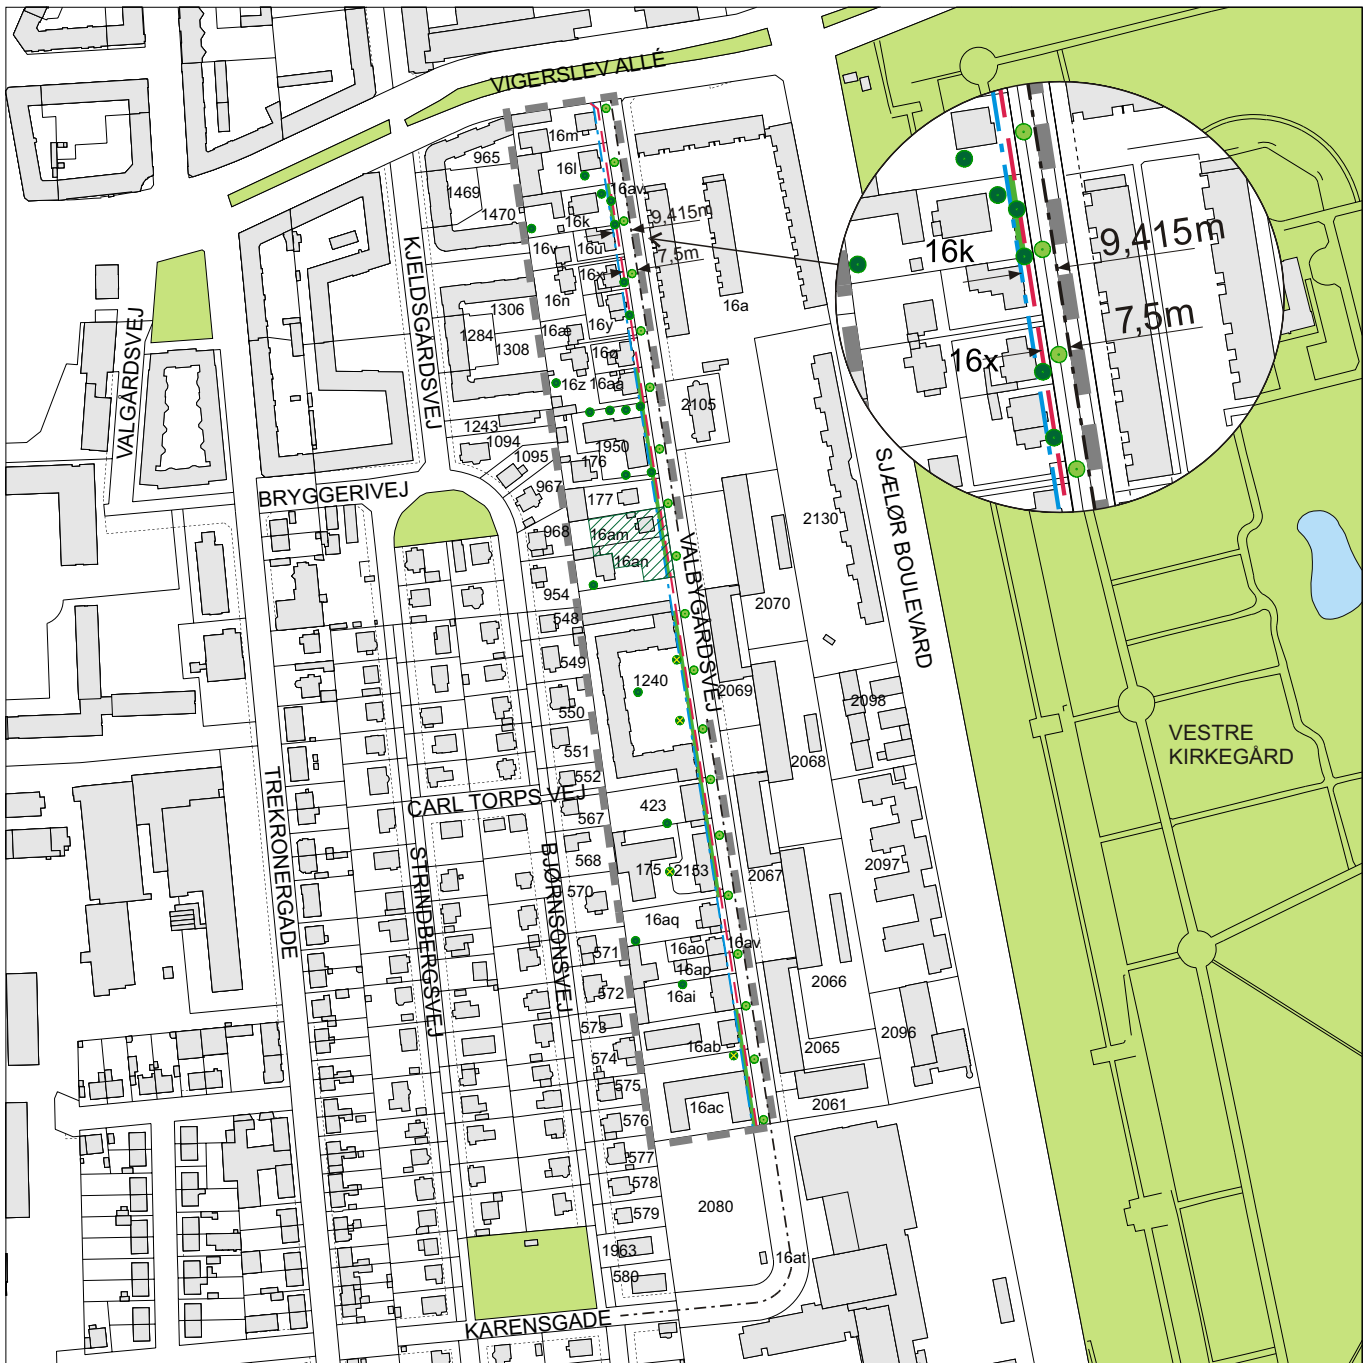 VIGERSLEV ALLÉ
965
16m
16l
1469
16av
1470
16k
9,415m
16v
16u
7,5m
16x
16n
16a
1306
16æ
16y
1284
1308
16ø
16z
16aa
2105
1243
1094
1950
1095
176
967
177
968
16am
16an
2130
954
2070
548
549
1240
2069
2098
550
551
2068
552
423
567
568
175
2153
2067
2097
570
16aq
16av
571
16ao
16ap
2066
572
16ai
573
2096
574
16ab
2065
575
16ac
2061
576
577
578
2080
579
1963
16at
580
KJELDSGÅRDSVEJ
VALGÅRDSVEJ
BRYGGERIVEJ
VALBYGÅRDSVEJ
SJÆLØR BOULEVARD
TREKRONERGADE
CARL TORPS VEJ
STRINDBERGSVEJ
BJØRNSONSVEJ
KARENSGADE
VESTRE
KIRKEGÅRD
16k
9,415m
7,5m
16x